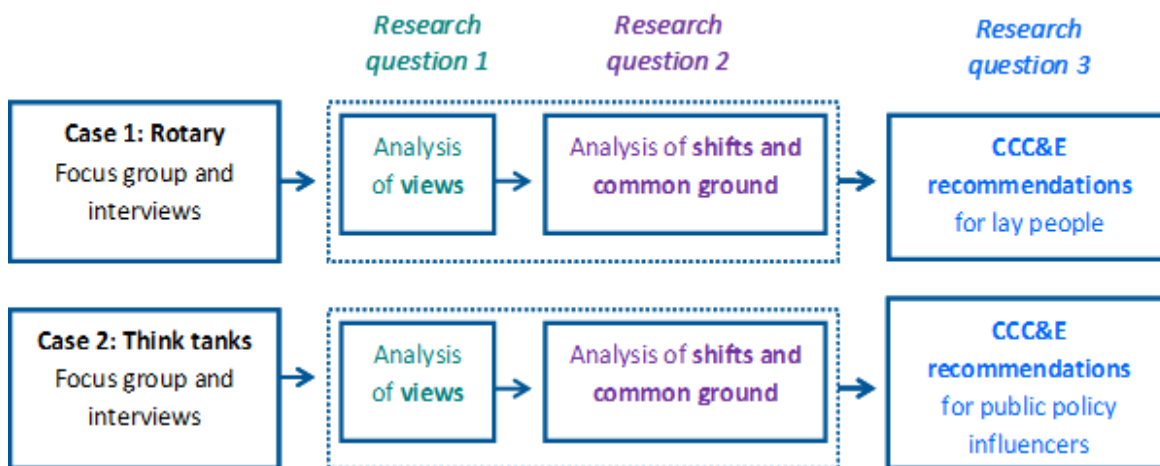 Research
question 1
Research
question 2
Research
question 3
Case 1: Rotary
Focus group and
interviews
Analysis
of views
Analysis of shifts and
common ground
CCC&E
recommendations
for lay people
Case 2: Think tanks
Focus group and
interviews
Analysis
of views
Analysis of shifts and
common ground
CCC&E
recommendations
for public policy
influencers